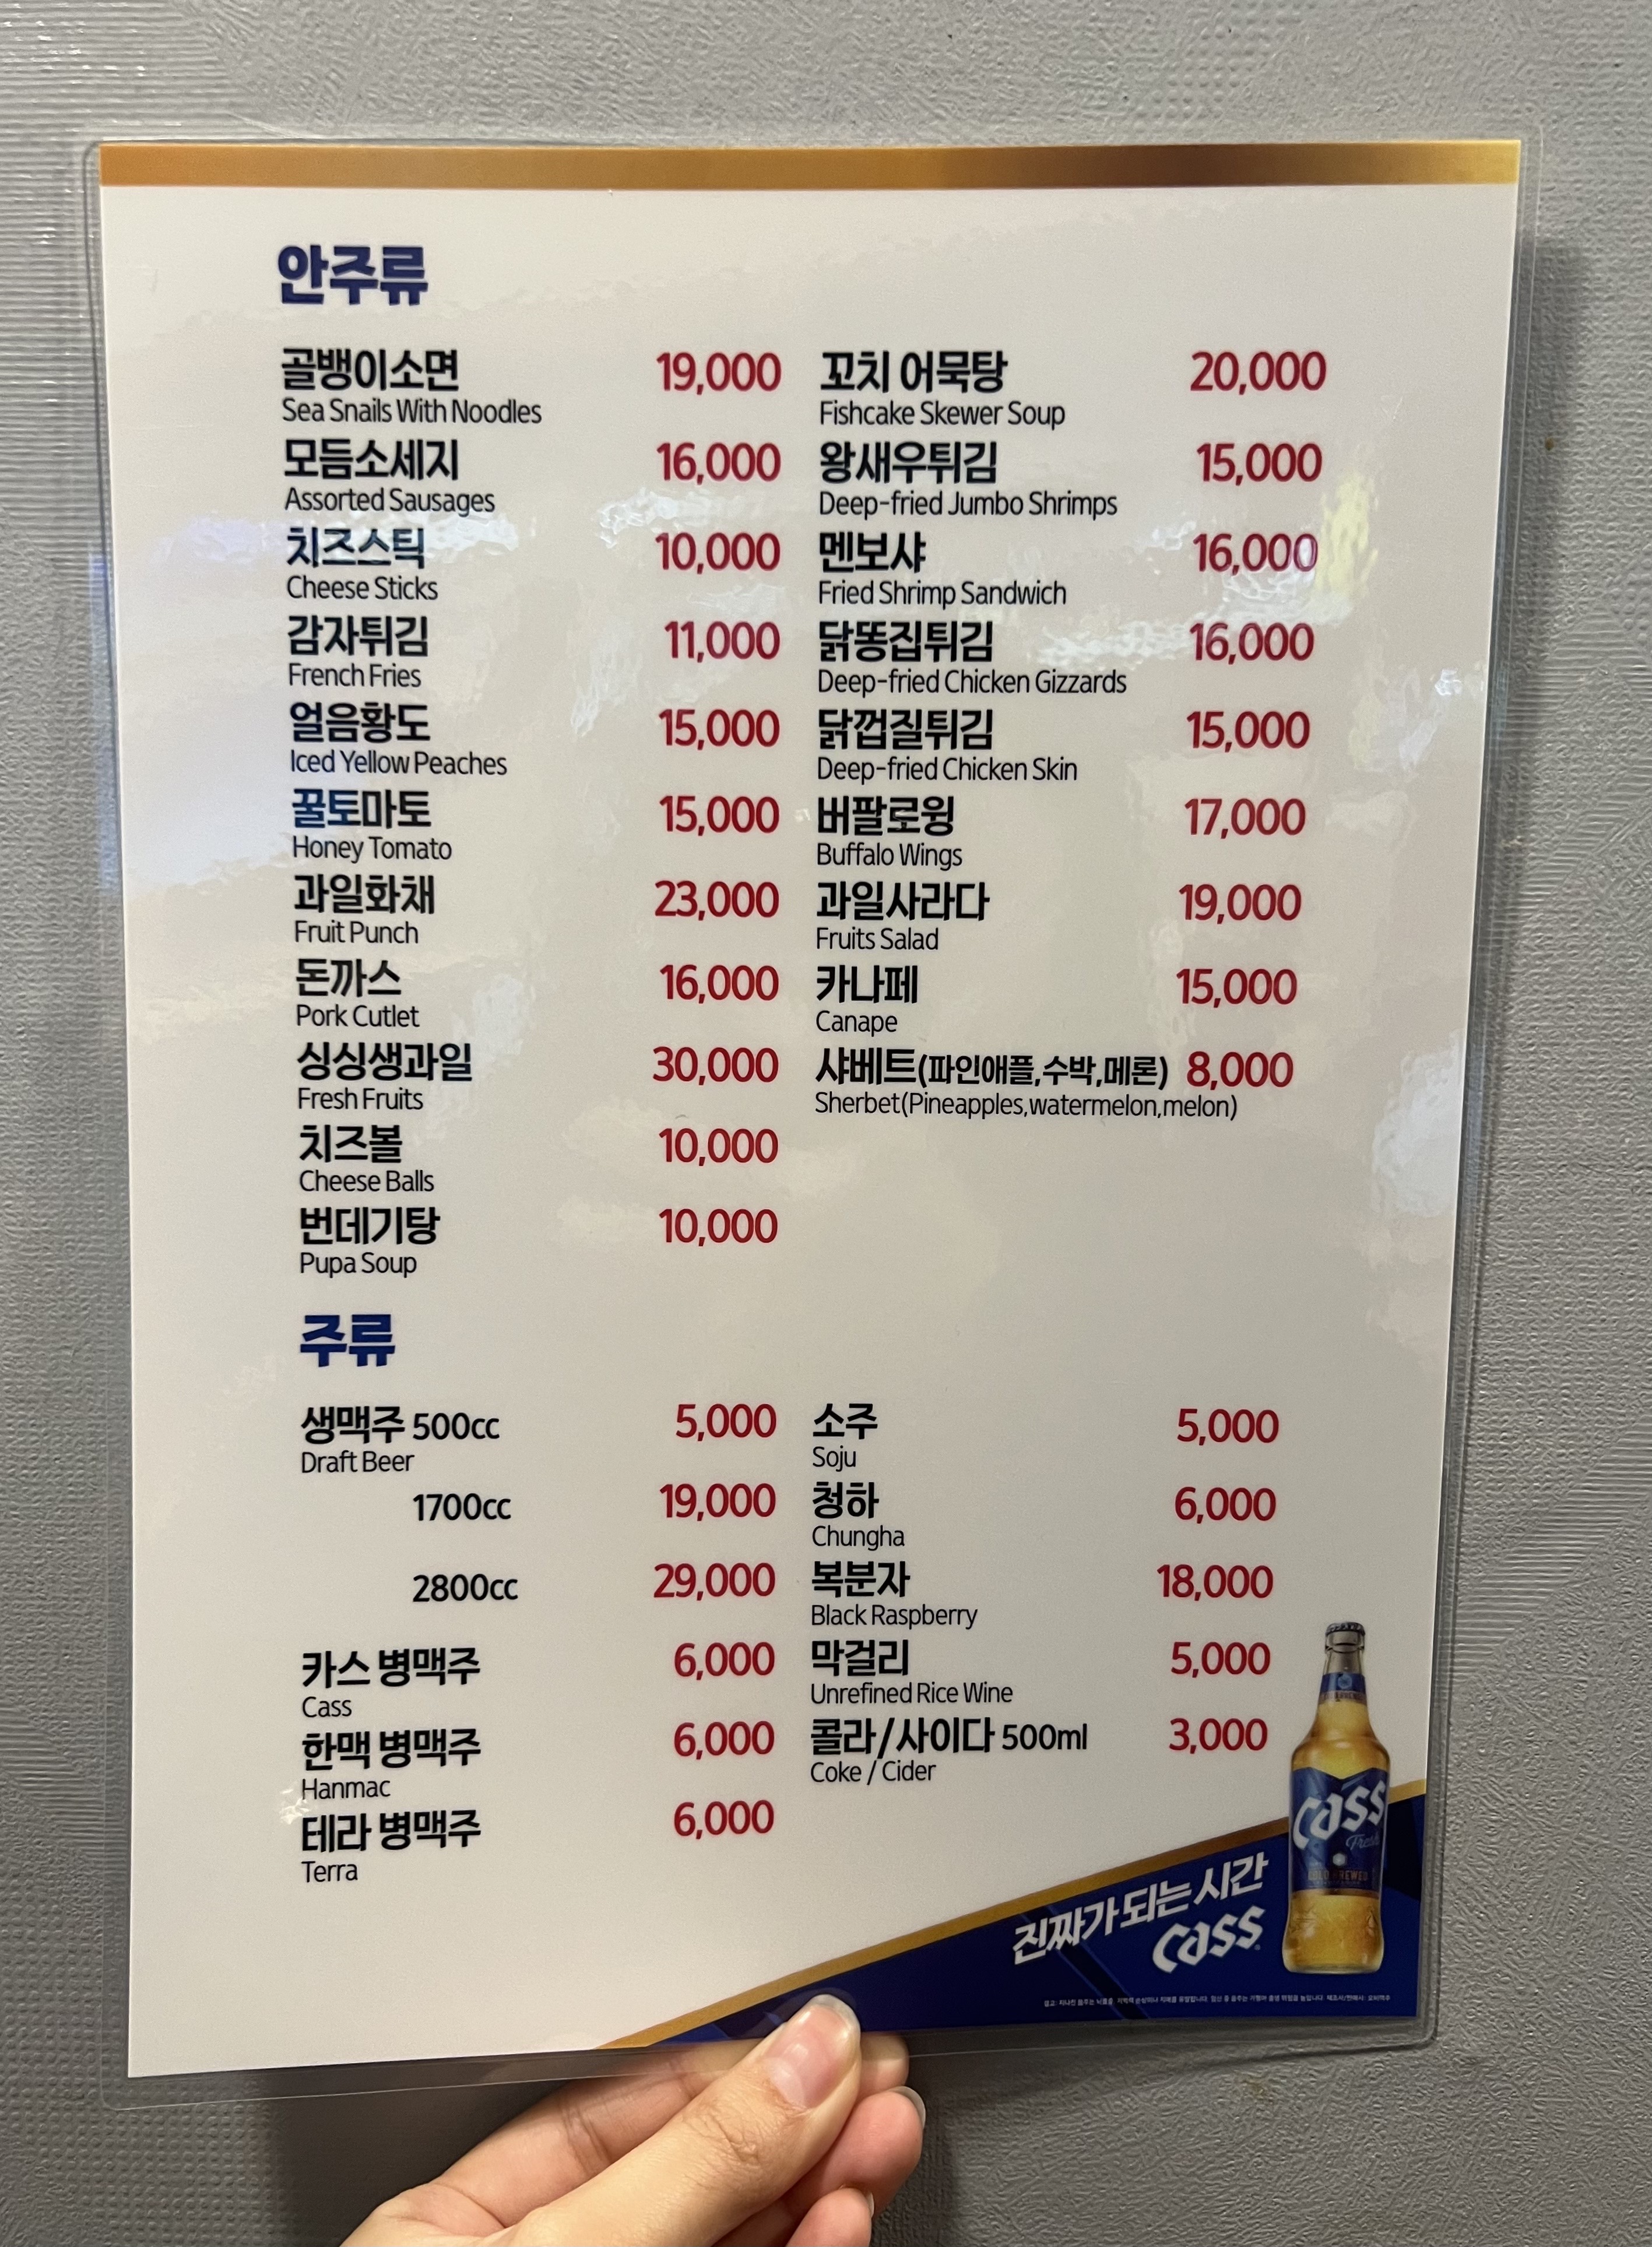 안주류
골뱅이소면 19,000
Sea Snails With Noodles
모듬소세지 16,000
Assorted Sausages
치즈스틱 10,000
Cheese Sticks
감자튀김 11,000
French Fries
얼음황도 15,000
Iced Yellow Peaches
꿀토마토 15,000
Honey Tomato
과일화채 23,000
Fruit Punch
돈까스 16,000
Pork Cutlet
싱싱생과일 30,000
Fresh Fruits
치즈볼 10,000
Cheese Balls
번데기탕 10,000
Pupa Soup
꼬치 어묵탕 20,000
Fishcake Skewer Soup
왕새우튀김 15,000
Deep-fried Jumbo Shrimps
멘보샤 16,000
Fried Shrimp Sandwich
닭똥집튀김 16,000
Deep-fried Chicken Gizzards
닭껍질튀김 15,000
Deep-fried Chicken Skin
버팔로윙 17,000
Buffalo Wings
과일사라다 19,000
Fruits Salad
카나페 15,000
Canape
샤베트(파인애플,수박,메론) 8,000
Sherbet(Pineapples,watermelon,melon)
주류
생맥주 500cc 5,000
Draft Beer
1700cc 19,000
2800cc 29,000
카스 병맥주 6,000
Cass
한맥 병맥주 6,000
Hanmac
테라 병맥주 6,000
Terra
소주 5,000
Soju
청하 6,000
Chungha
복분자 18,000
Black Raspberry
막걸리 5,000
Unrefined Rice Wine
콜라/사이다 500ml 3,000
Coke / Cider
진짜가 되는 시간
cass
cass
Fresh
COLD BREWED